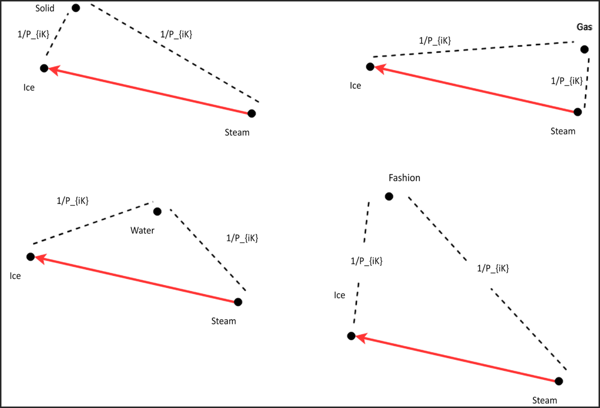 Solid
1/P_{iK}
1/P_{iK}
Ice
Steam
Gas
1/P_{iK}
Ice
1/P_{iK}
Steam
1/P_{iK}
Water
1/P_{iK}
Ice
Steam
Fashion
1/P_{iK}
1/P_{iK}
Ice
Steam